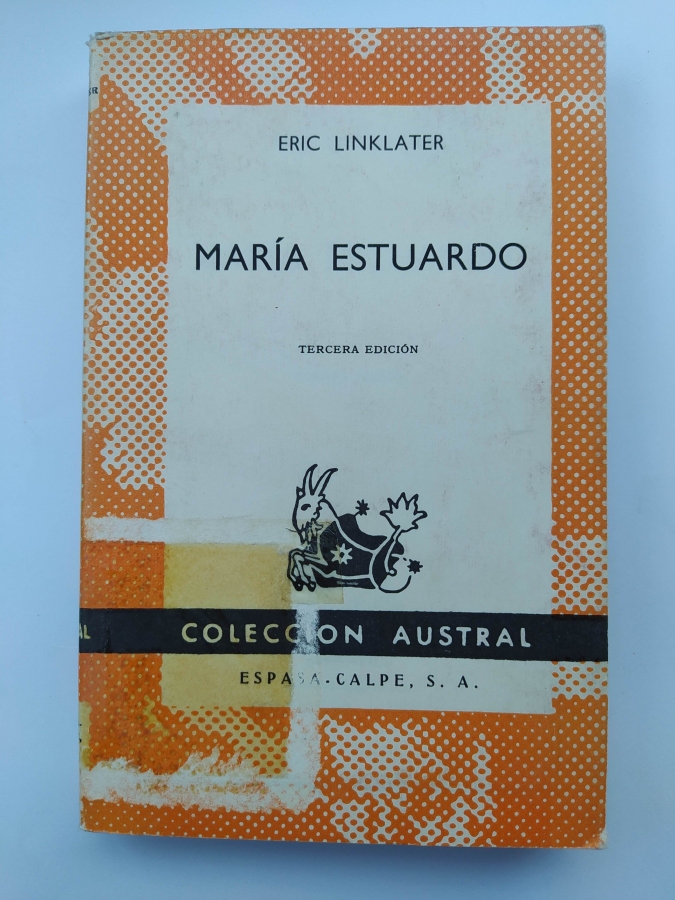 ERIC LINKLATER
MARÍA ESTUARDO
TERCERA EDICIÓN
COLECCION AUSTRAL
ESPASA-CALPE, S. A.